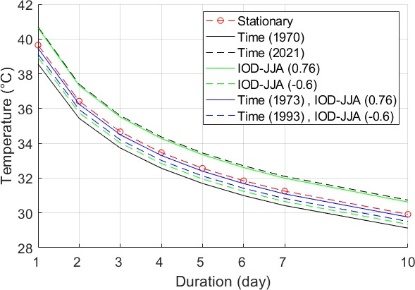 42
40
38
36
34
32
30
28
Temperature (°C)
Stationary
Time (1970)
Time (2021)
IOD-JJA (0.76)
IOD-JJA (-0.6)
Time (1973) , IOD-JJA (0.76)
Time (1993) , IOD-JJA (-0.6)
1 2 3 4 5 6 7 10
Duration (day)